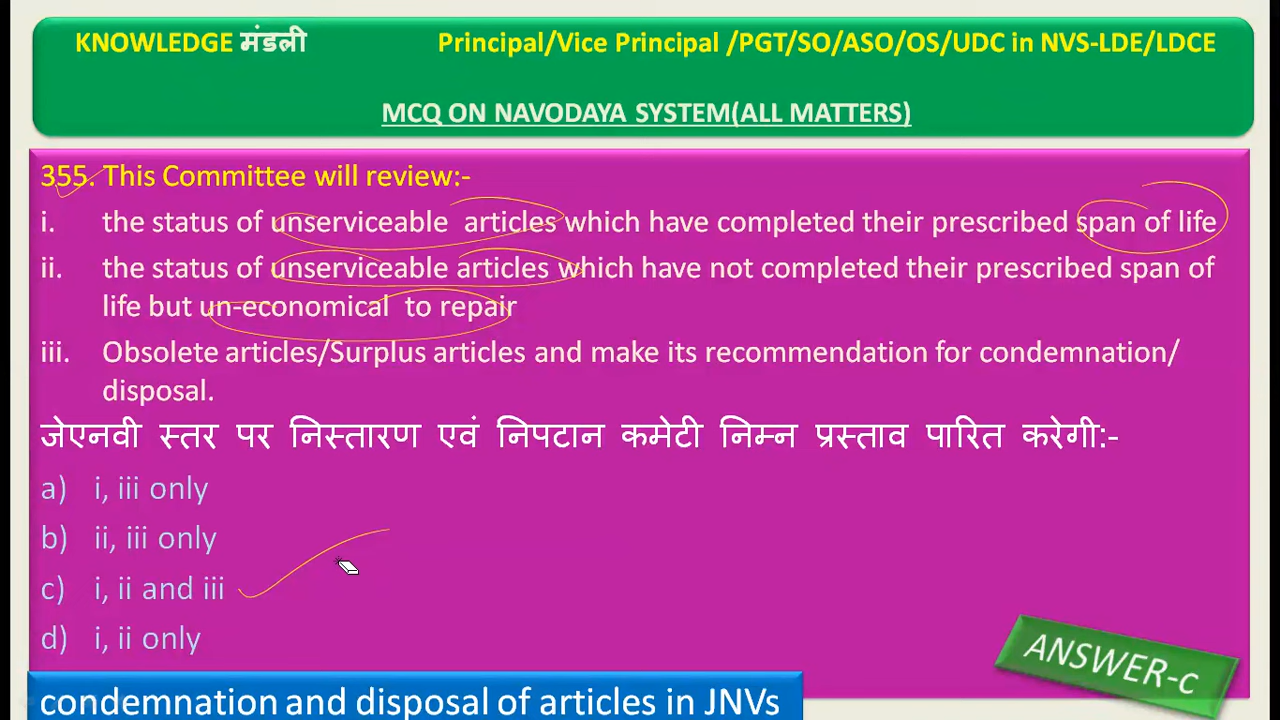 KNOWLEDGE मंडली Principal/Vice Principal /PGT/SO/ASO/OS/UDC in NVS-LDE/LDCE
MCQ ON NAVODAYA SYSTEM(ALL MATTERS)
355. This Committee will review:-
i. the status of unserviceable articles which have completed their prescribed span of life
ii. the status of unserviceable articles which have not completed their prescribed span of
life but un-economical to repair
iii. Obsolete articles/Surplus articles and make its recommendation for condemnation/
disposal.
जेएनवी स्तर पर निस्तारण एवं निपटान कमेटी निम्न प्रस्ताव पारित करेगी:-
a) i, iii only
b) ii, iii only
c) i, ii and iii
d) i, ii only
ANSWER-c
condemnation and disposal of articles in JNVs